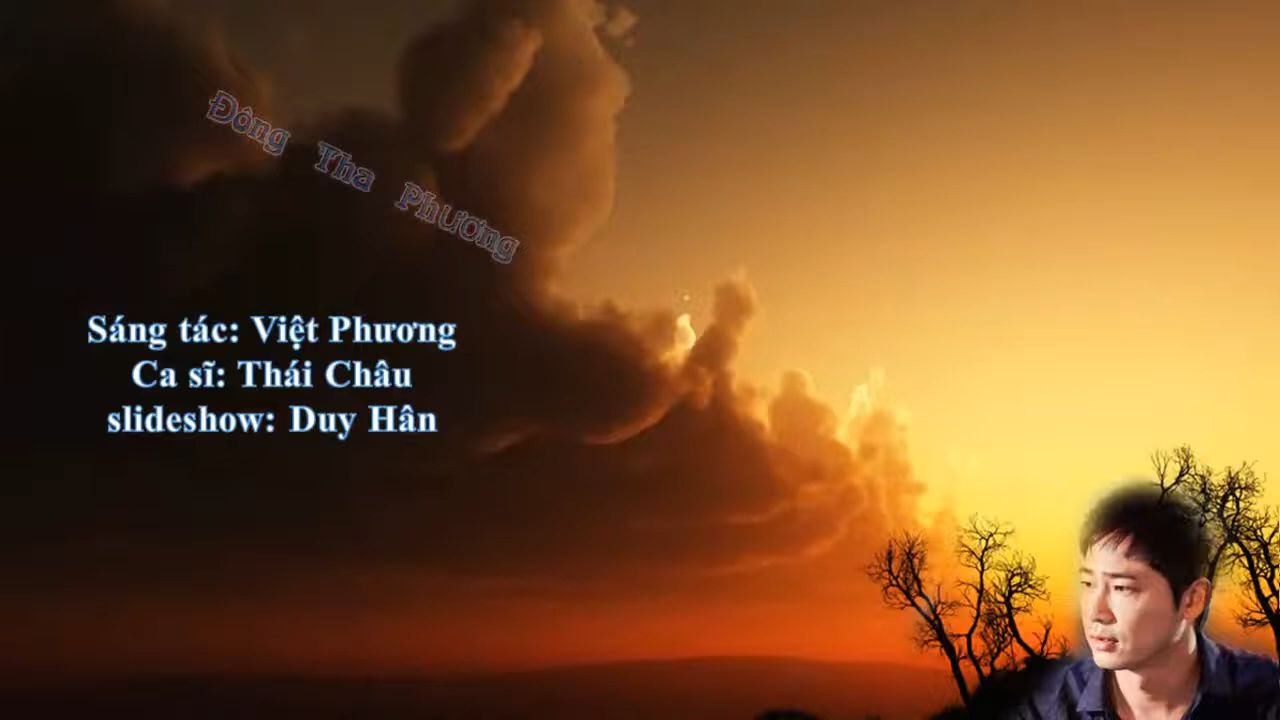 Đông Tha Phương
Sáng tác: Việt Phương
Ca sĩ: Thái Châu
slideshow: Duy Hân